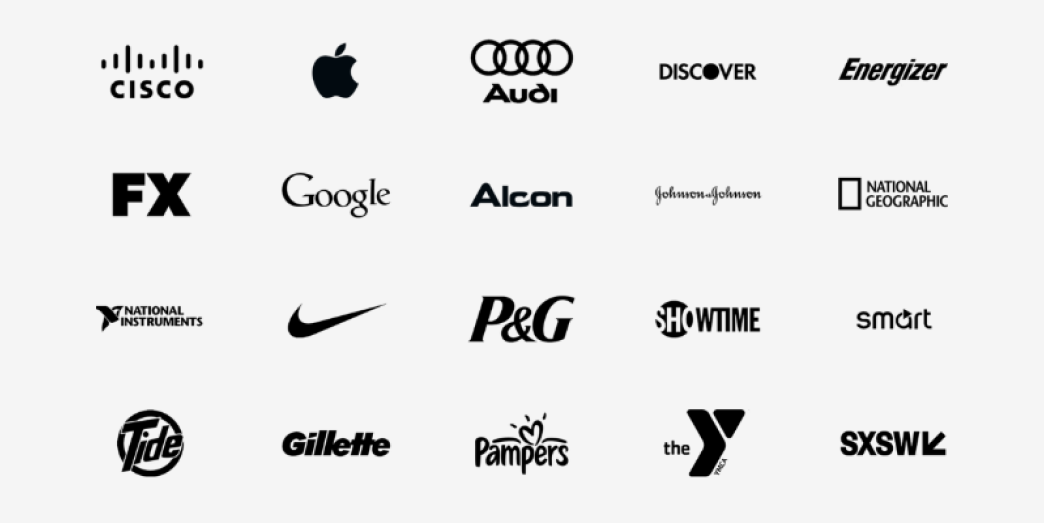 CISCO
Audi
DISCOVER
Energizer
FX
Google
Alcon
Johnson & Johnson
NATIONAL
GEOGRAPHIC
NATIONAL
INSTRUMENTS
P&G
SHOWTIME
smart
Tide
Gillette
Pampers
the Y
YMCA
SXSW